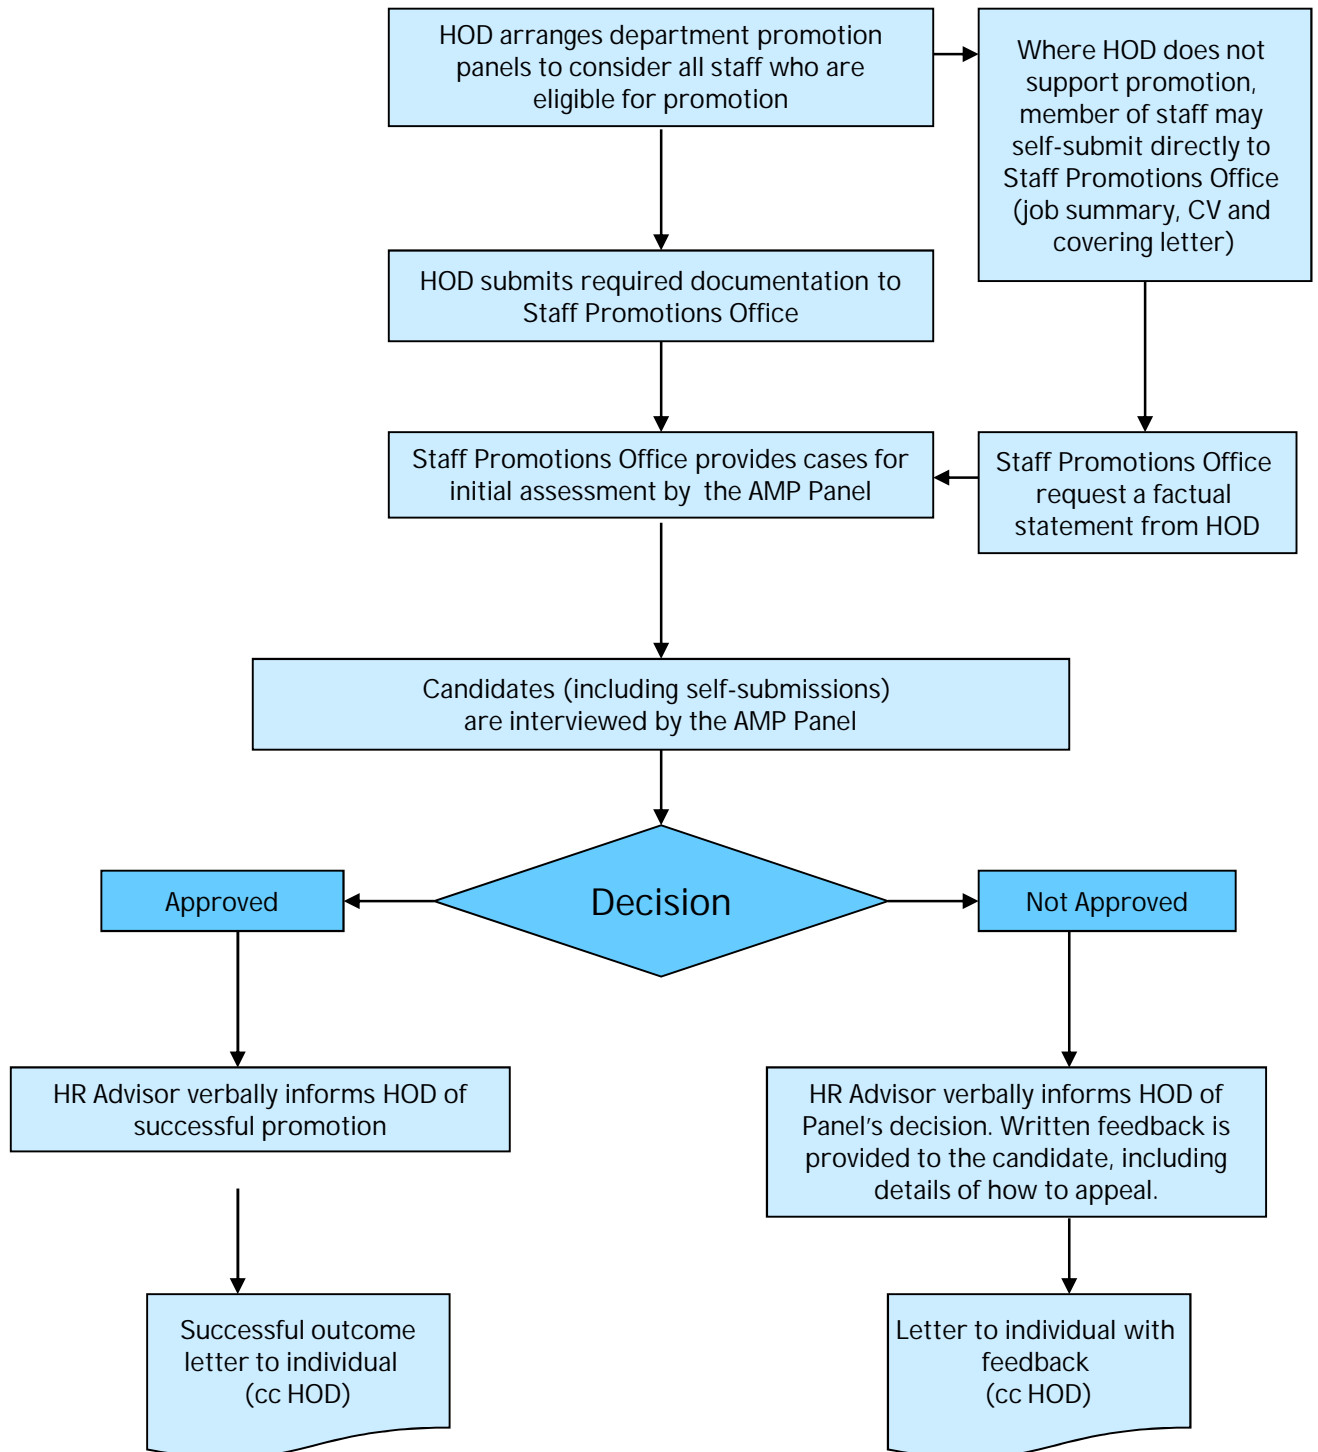 HOD arranges department promotion
panels to consider all staff who are
eligible for promotion
Where HOD does not
support promotion,
member of staff may
self-submit directly to
Staff Promotions Office
(job summary, CV and
covering letter)
HOD submits required documentation to
Staff Promotions Office
Staff Promotions Office provides cases for
initial assessment by the AMP Panel
Staff Promotions Office
request a factual
statement from HOD
Candidates (including self-submissions)
are interviewed by the AMP Panel
Decision
Approved
Not Approved
HR Advisor verbally informs HOD of
successful promotion
HR Advisor verbally informs HOD of
Panel's decision. Written feedback is
provided to the candidate, including
details of how to appeal.
Successful outcome
letter to individual
(cc HOD)
Letter to individual with
feedback
(cc HOD)